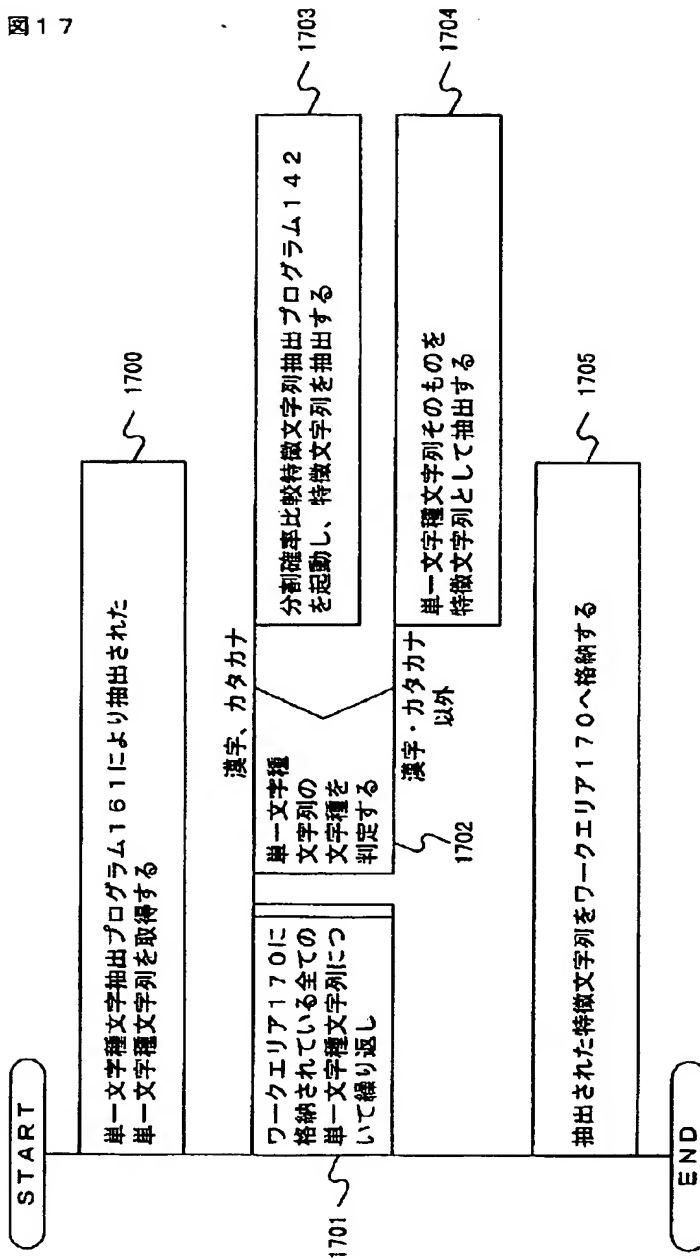 図17
START
単一文字種文字抽出プログラム161により抽出された
単一文字種文字列を取得する
1700
ワークエリア170に
格納されている全ての
単一文字種文字列につ
いて繰り返し
1701
単一文字種
文字列の
文字種を
判定する
1702
漢字、カタカナ
分割確率比較特徴文字列抽出プログラム142
を起動し、特徴文字列を抽出する
1703
漢字・カタカナ
以外
単一文字種文字列そのものを
特徴文字列として抽出する
1704
抽出された特徴文字列をワークエリア170へ格納する
1705
END